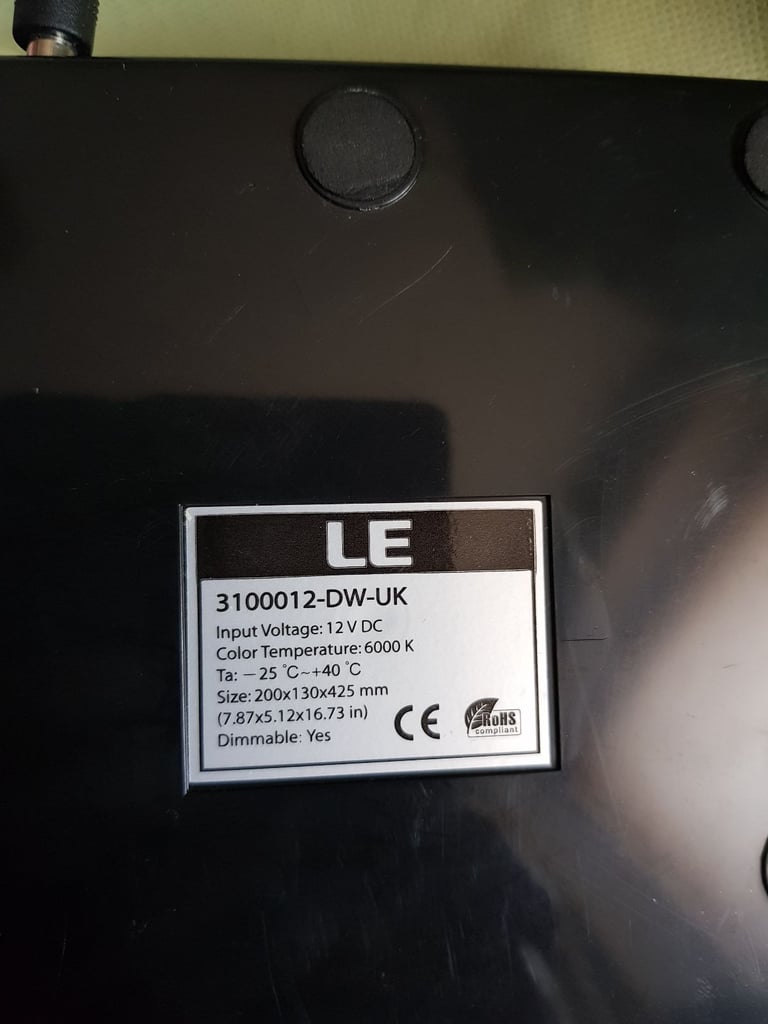 LE
3100012-DW-UK
Input Voltage: 12 V DC
Color Temperature: 6000 K
Ta: －25 ℃~+40 ℃
Size: 200x130x425 mm
(7.87x5.12x16.73 in)
Dimmable: Yes
CE
RoHS
compliant